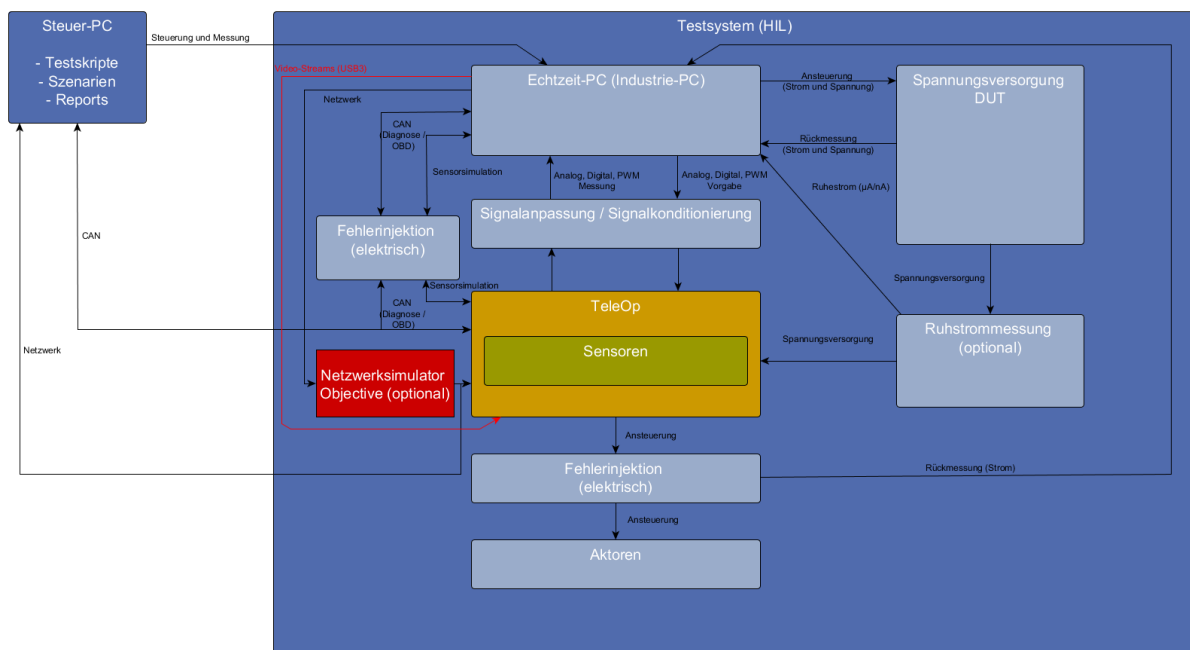 Steuer-PC
- Testskripte
- Szenarien
- Reports
Testsystem (HIL)
Steuerung und Messung
Video-Streams (USB3)
Netzwerk
Echtzeit-PC (Industrie-PC)
Ansteuerung
(Strom und Spannung)
Spannungsversorgung
DUT
CAN
(Diagnose /
OBD)
Rückmessung
(Strom und Spannung)
Sensorsimulation
Analog, Digital, PWM
Messung
Analog, Digital, PWM
Vorgabe
Ruhestrom (µA/nA)
Signalanpassung / Signalkonditionierung
Fehlerinjektion
(elektrisch)
CAN
Spannungsversorgung
Sensorsimulation
CAN
(Diagnose /
OBD)
TeleOp
Sensoren
Spannungsversorgung
Ruhstrommessung
(optional)
Netzwerk
Netzwerksimulator
Objective (optional)
Ansteuerung
Fehlerinjektion
(elektrisch)
Rückmessung (Strom)
Ansteuerung
Aktoren